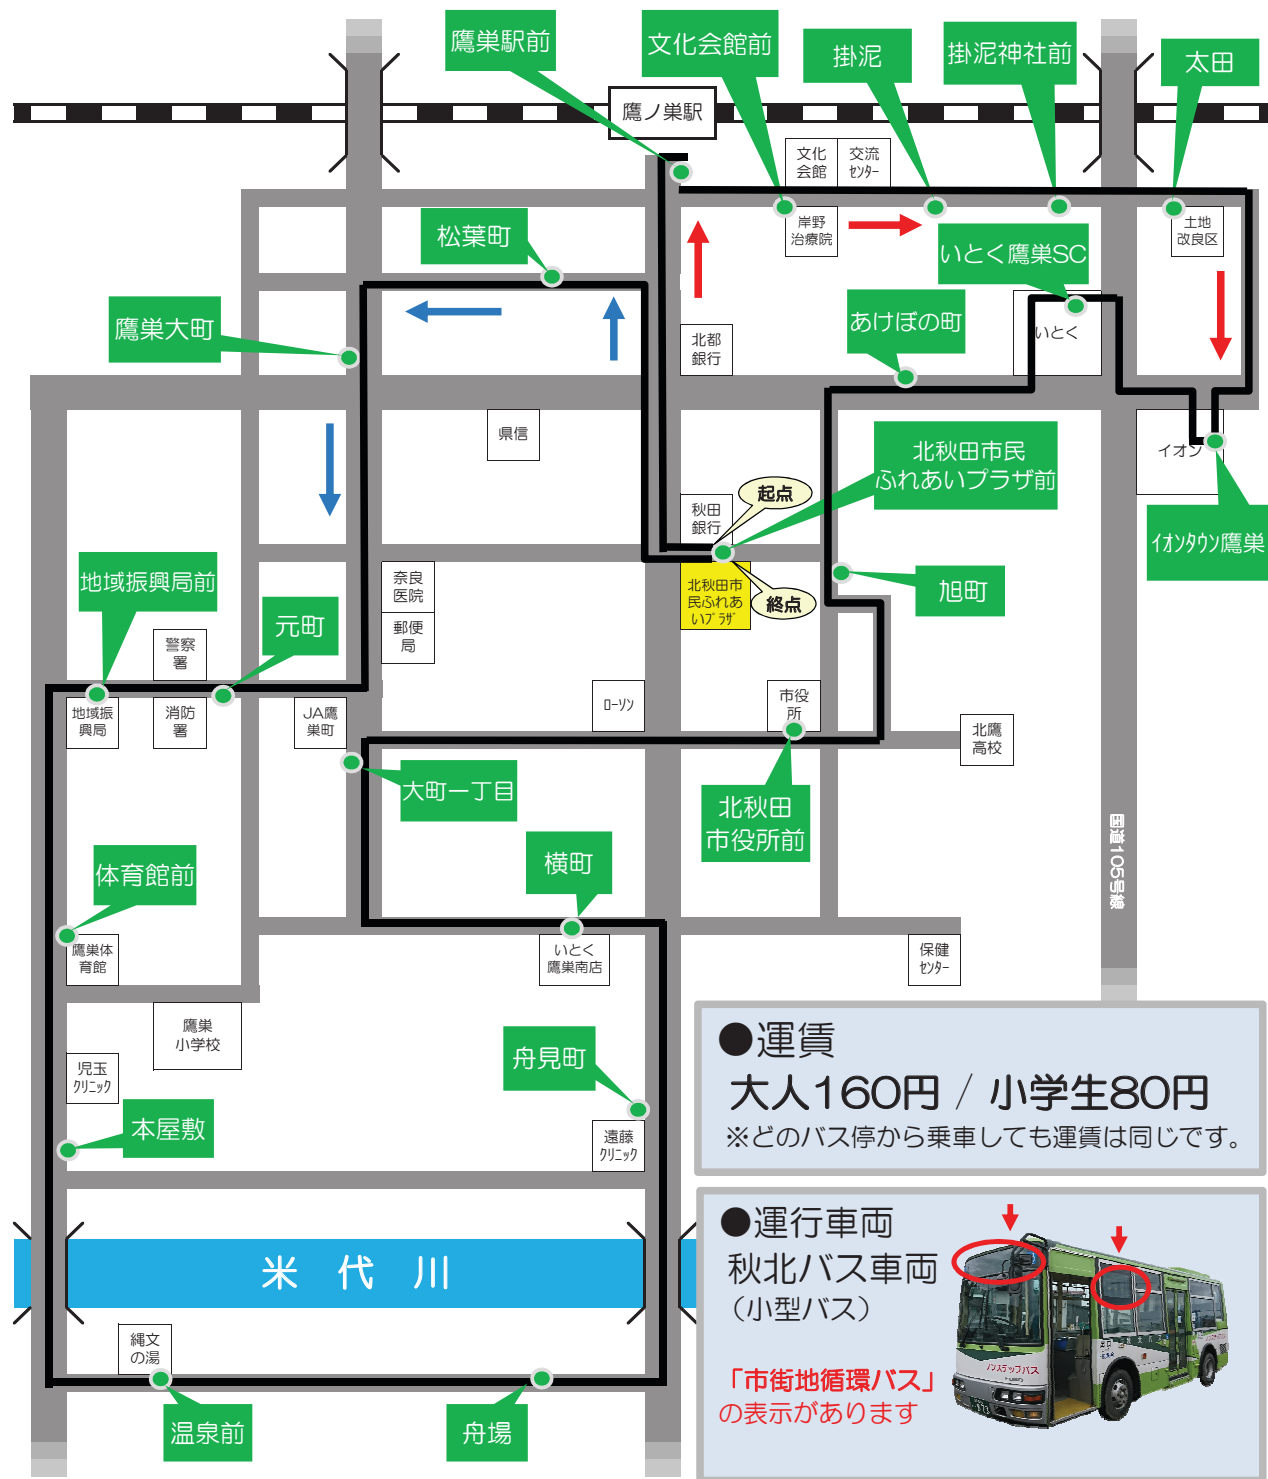 鷹巣駅前
文化会館前
掛泥
掛泥神社前
太田
鷹ノ巣駅
文化
会館
交流
センター
岸野
治療院
土地
改良区
松葉町
いとく鷹巣SC
鷹巣大町
あけぼの町
北都
銀行
いとく
県信
北秋田市民
ふれあいプラザ前
イオン
起点
秋田
銀行
イオンタウン鷹巣
地域振興局前
奈良
医院
北秋田市
民ふれあ
いプラザ
終点
旭町
元町
郵便
局
警察
署
地域振
興局
消防
署
JA鷹
巣町
ローソン
市役
所
北鷹
高校
大町一丁目
北秋田
市役所前
国道105号線
横町
体育館前
鷹巣体
育館
いとく
鷹巣南店
保健
センター
鷹巣
小学校
舟見町
児玉
クリニック
本屋敷
遠藤
クリニック
●運賃
大人160円 / 小学生80円
※どのバス停から乗車しても運賃は同じです。
米代川
●運行車両
秋北バス車両
（小型バス）
「市街地循環バス」
の表示があります
ノンステップバス
縄文
の湯
温泉前
舟場